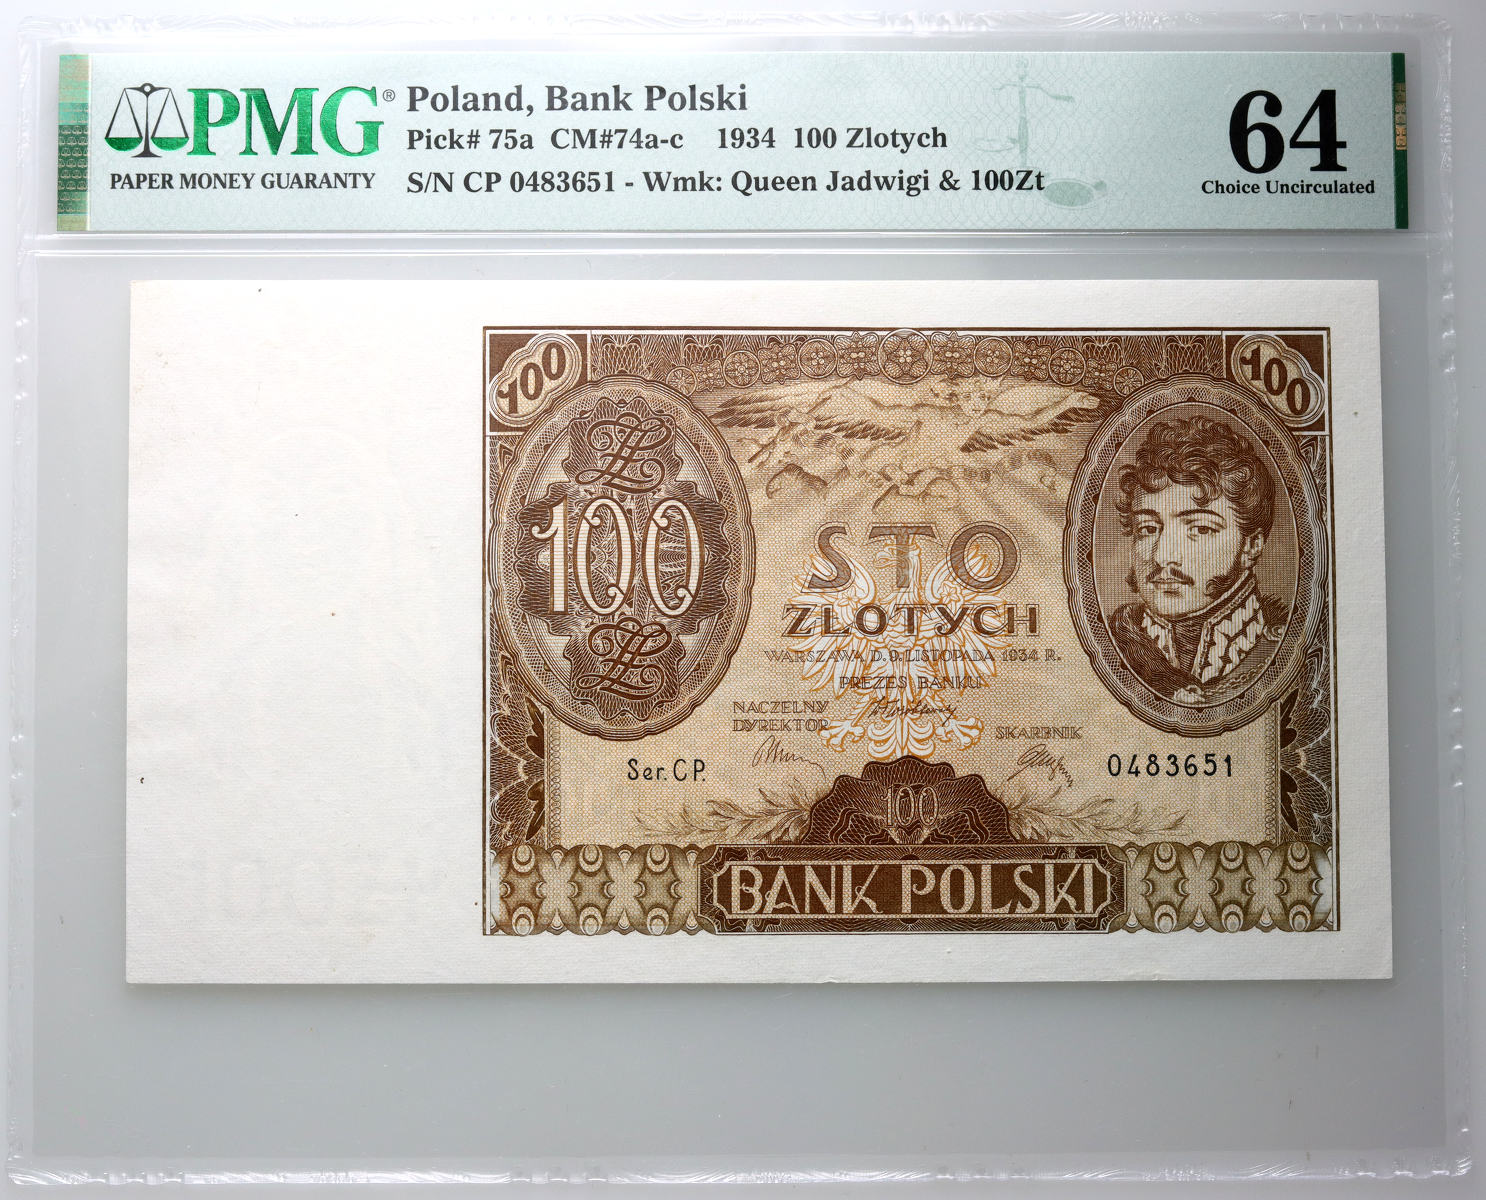 PMG® Poland, Bank Polski
Pick# 75a CM#74a-c 1934 100 Zlotych
PAPER MONEY GUARANTY
S/N CP 0483651 - Wmk: Queen Jadwigi & 100Zt
64
Choice Uncirculated
100
100
Zł
100
Zł
STO
ZŁOTYCH
WARSZAWA D. 9. LISTOPADA 1934 R.
PREZES BANKU
NACZELNY
DYREKTOR
SKARBNIK
Ser. C P.
0483651
100
BANK POLSKI